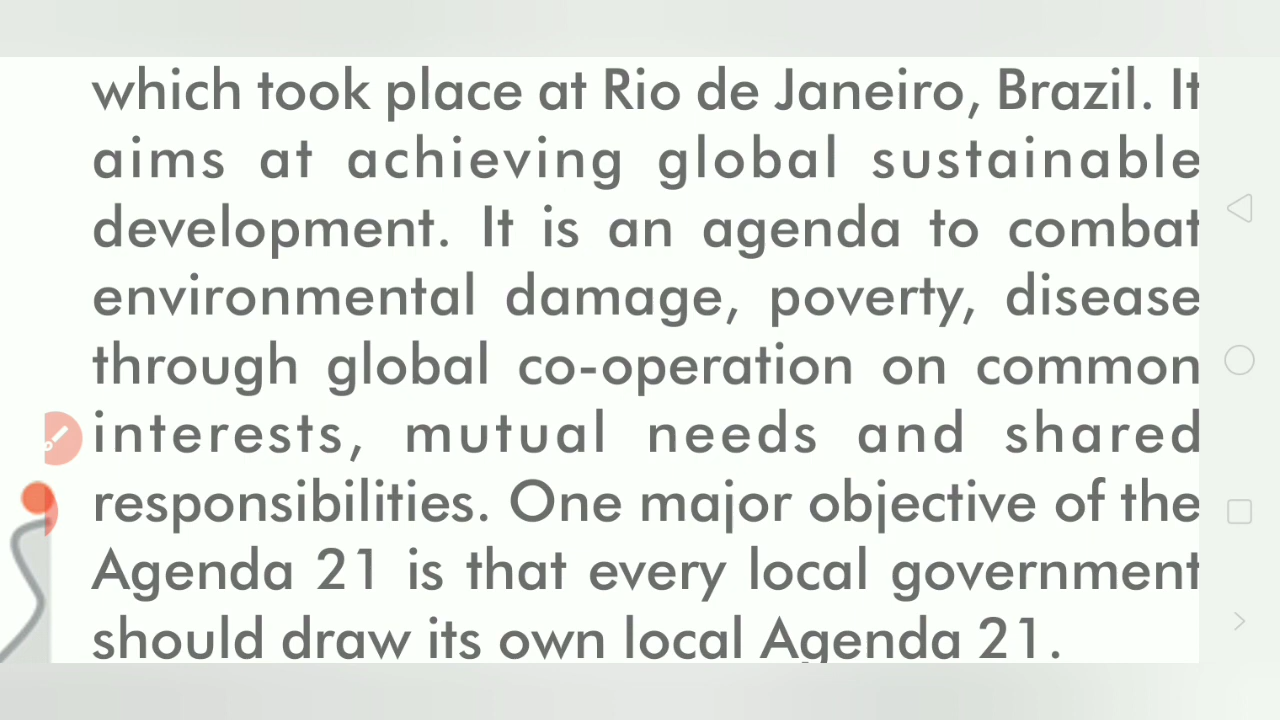 which took place at Rio de Janeiro, Brazil. It
aims at achieving global sustainable
development. It is an agenda to combat
environmental damage, poverty, disease
through global co-operation on common
interests, mutual needs and shared
responsibilities. One major objective of the
Agenda 21 is that every local government
should draw its own local Agenda 21.